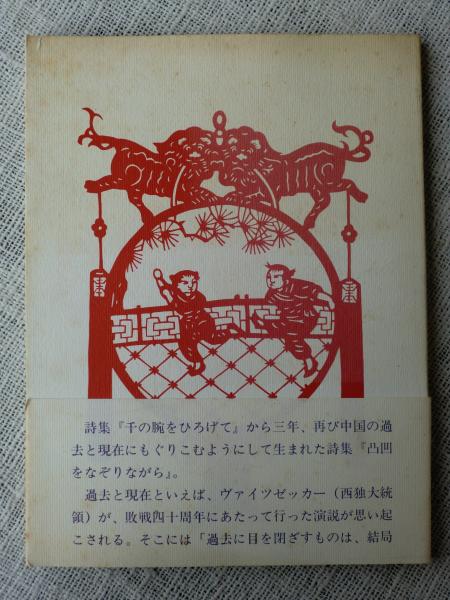 詩集『千の腕をひろげて』から三年、再び中国の過
去と現在にもぐりこむようにして生まれた詩集『凸凹
をなぞりながら』。
過去と現在といえば、ヴァイツゼッカー（西独大統
領）が、敗戦四十周年にあたって行った演説が思い起
こされる。そこには「過去に目を閉ざすものは、結局